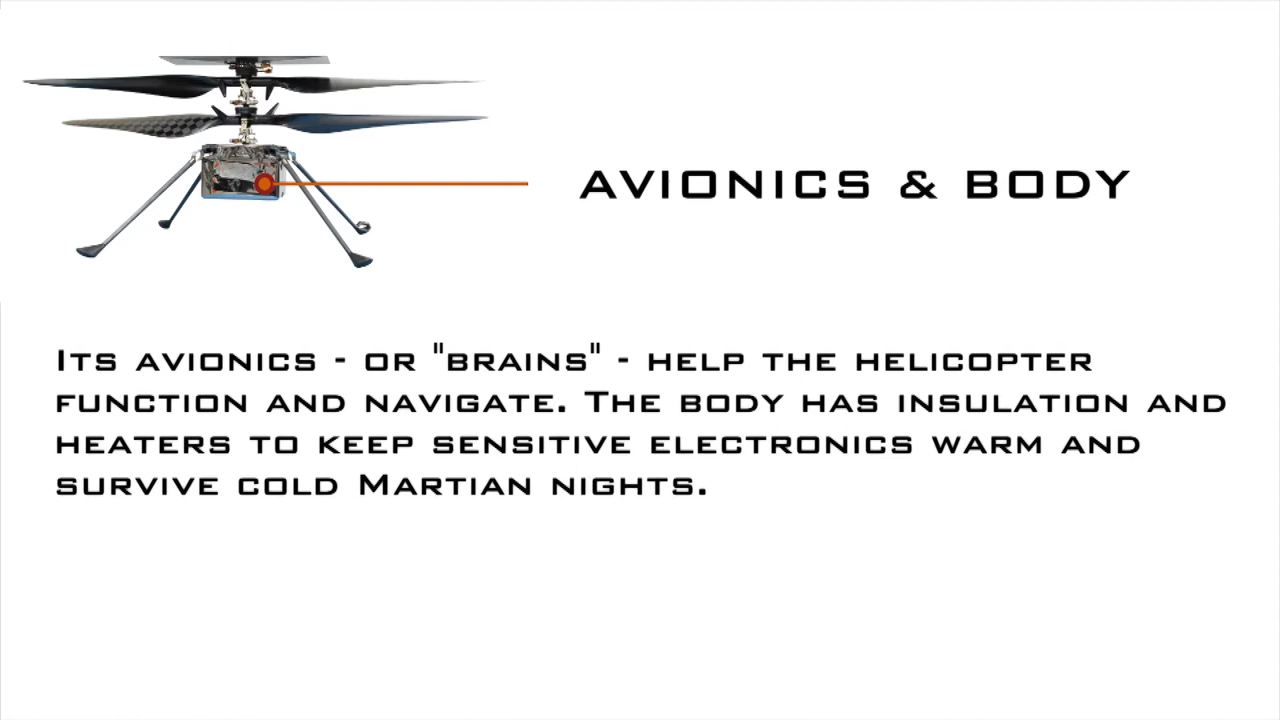 AVIONICS & BODY
Its avionics - or "brains" - help the helicopter
function and navigate. The body has insulation and
heaters to keep sensitive electronics warm and
survive cold Martian nights.